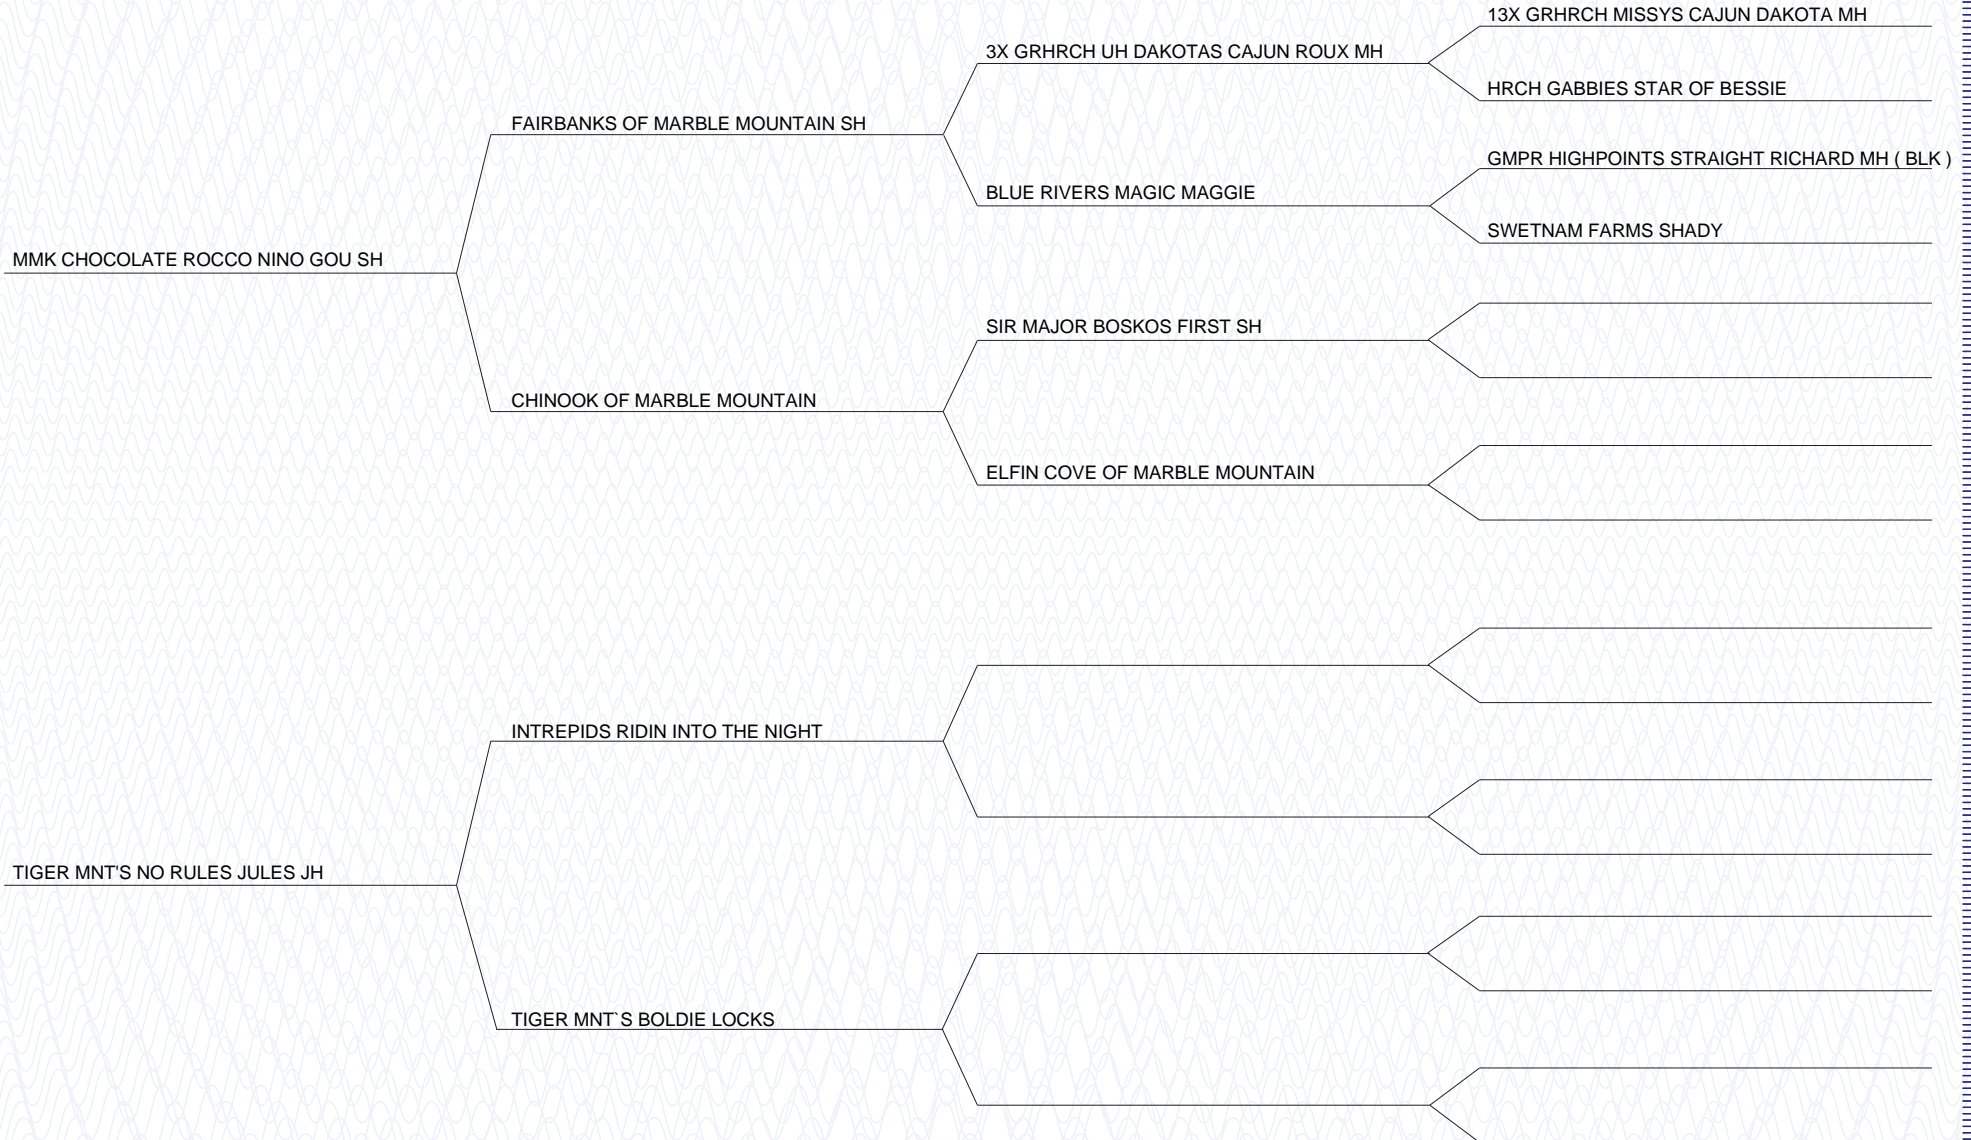 13X GRHRCH MISSYS CAJUN DAKOTA MH
3X GRHRCH UH DAKOTAS CAJUN ROUX MH
HRCH GABBIES STAR OF BESSIE
FAIRBANKS OF MARBLE MOUNTAIN SH
GMPR HIGHPOINTS STRAIGHT RICHARD MH ( BLK )
BLUE RIVERS MAGIC MAGGIE
SWETNAM FARMS SHADY
MMK CHOCOLATE ROCCO NINO GOU SH
SIR MAJOR BOSKOS FIRST SH
CHINOOK OF MARBLE MOUNTAIN
ELFIN COVE OF MARBLE MOUNTAIN
INTREPIDS RIDIN INTO THE NIGHT
TIGER MNT'S NO RULES JULES JH
TIGER MNT`S BOLDIE LOCKS